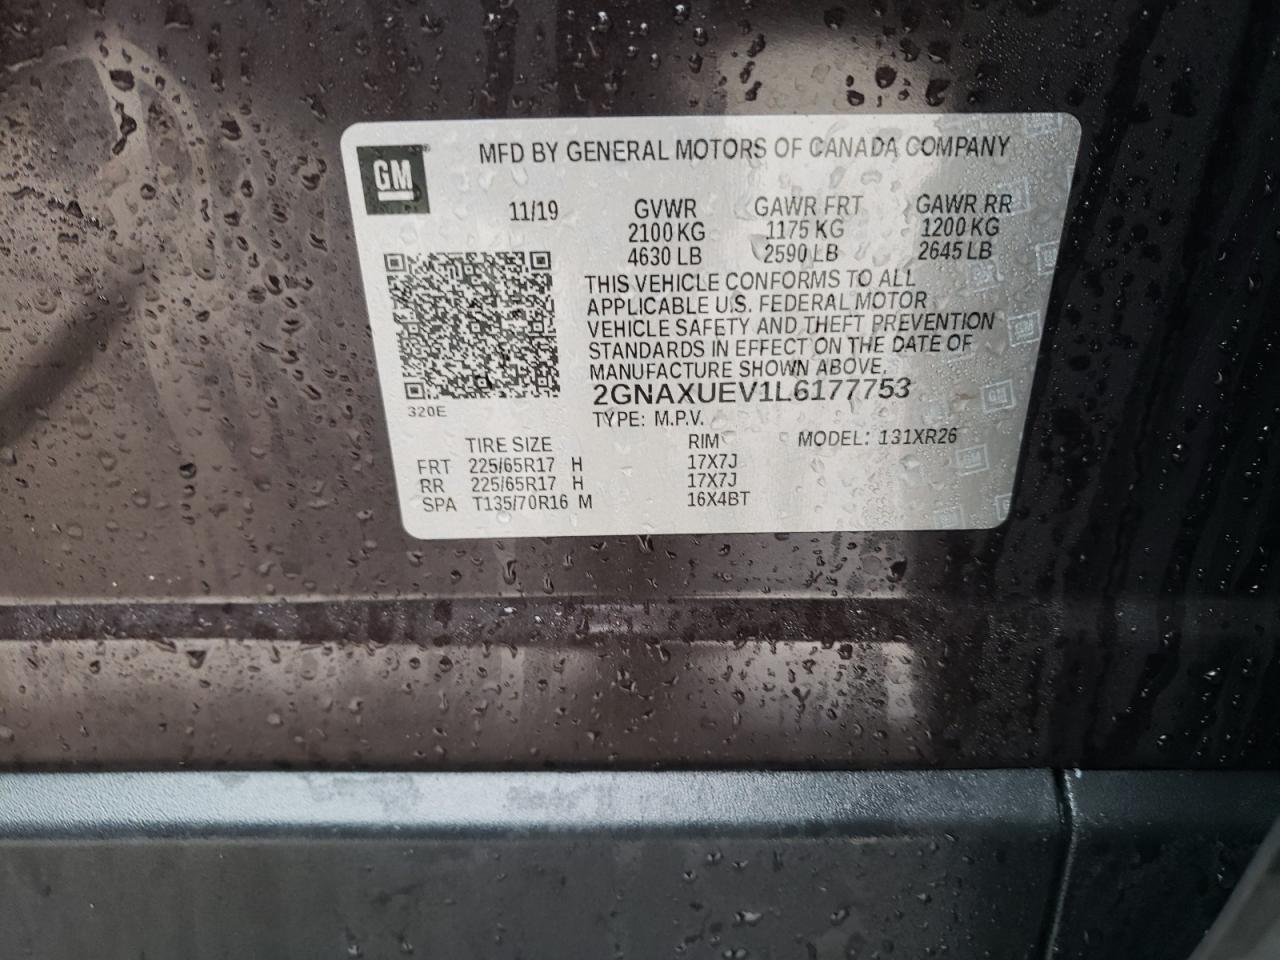 GM
MFD BY GENERAL MOTORS OF CANADA COMPANY
11/19 GVWR GAWR FRT GAWR RR
2100 KG 1175 KG 1200 KG
4630 LB 2590 LB 2645 LB
THIS VEHICLE CONFORMS TO ALL
APPLICABLE U.S. FEDERAL MOTOR
VEHICLE SAFETY AND THEFT PREVENTION
STANDARDS IN EFFECT ON THE DATE OF
MANUFACTURE SHOWN ABOVE.
2GNAXUEV1L6177753
320E
TYPE: M.P.V.
TIRE SIZE RIM MODEL: 131XR26
FRT 225/65R17 H 17X7J
RR 225/65R17 H 17X7J
SPA T135/70R16 M 16X4BT